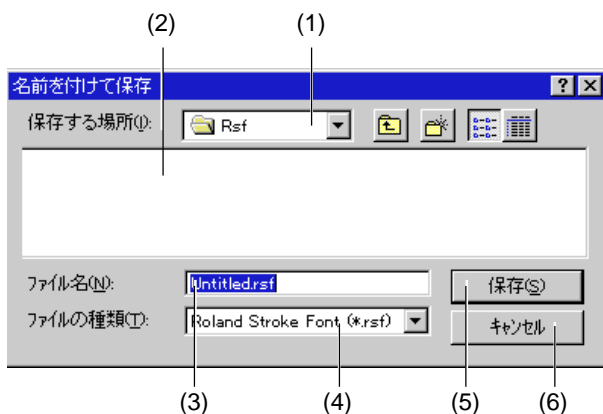 (2) (1)
名前を付けて保存
保存する場所(I): Rsf
ファイル名(N): Untitled.rsf 保存(S)
ファイルの種類(T): Roland Stroke Font (*.rsf) キャンセル
(3) (4) (5) (6)